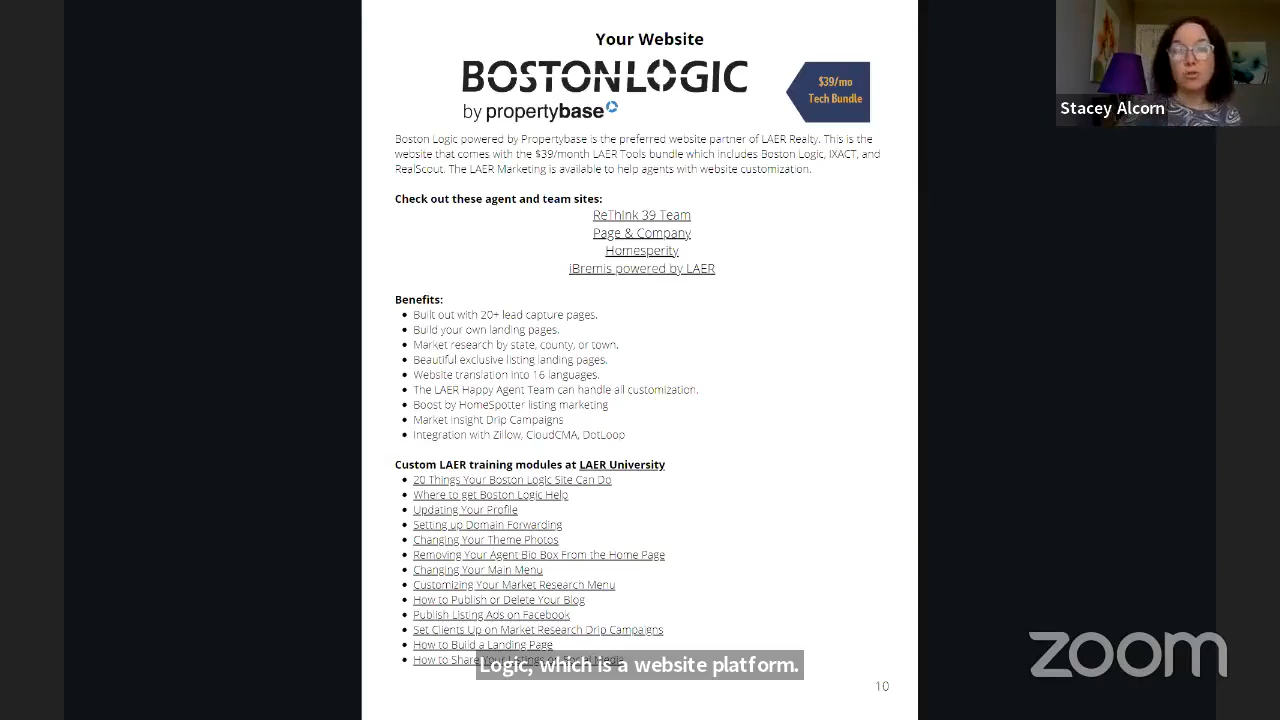 Your Website
BOSTONLOGIC
by propertybase
$39/mo
Tech Bundle
Stacey Alcorn
Boston Logic powered by Propertybase is the preferred website partner of LAER Realty. This is the
website that comes with the $39/month LAER Tools bundle which includes Boston Logic, IXACT, and
RealScout. The LAER Marketing is available to help agents with website customization.
Check out these agent and team sites:
ReThink 39 Team
Page & Company
Homesperity
iBremis powered by LAER
Benefits:
Built out with 20+ lead capture pages.
Build your own landing pages.
Market research by state, county, or town.
Beautiful exclusive listing landing pages.
Website translation into 16 languages.
The LAER Happy Agent Team can handle all customization.
Boost by HomeSpotter listing marketing
Market Insight Drip Campaigns
Integration with Zillow, CloudCMA, DotLoop
Custom LAER training modules at LAER University
20 Things Your Boston Logic Site Can Do
Where to get Boston Logic Help
Updating Your Profile
Setting up Domain Forwarding
Changing Your Theme Photos
Removing Your Agent Bio Box From the Home Page
Changing Your Main Menu
Customizing Your Market Research Menu
How to Publish or Delete Your Blog
Publish Listing Ads on Facebook
Set Clients Up on Market Research Drip Campaigns
How to Build a Landing Page
How to Share Your Listings on Social Media
Logic, which is a website platform.
zoom
10